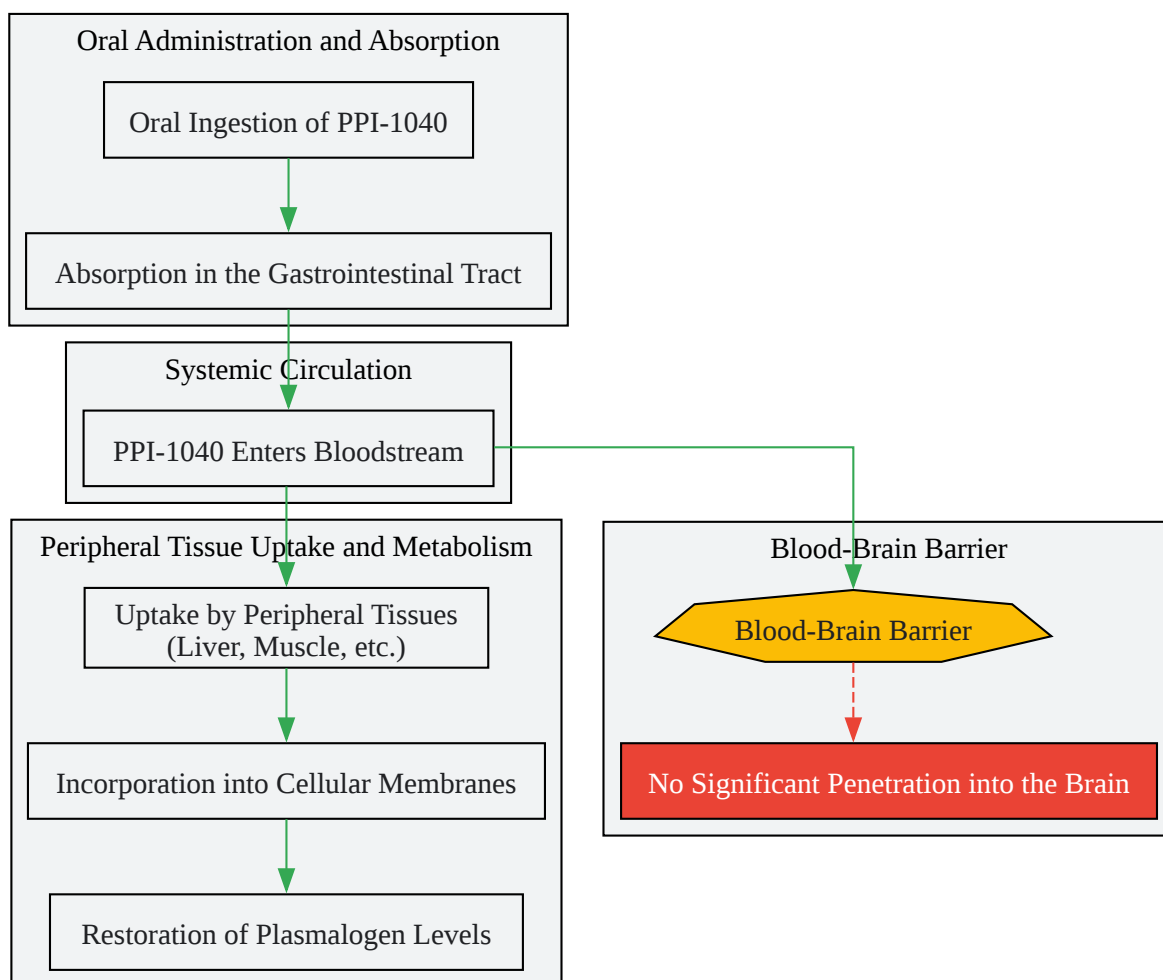 Oral Administration and Absorption
Oral Ingestion of PPI-1040
Absorption in the Gastrointestinal Tract
Systemic Circulation
PPI-1040 Enters Bloodstream
Peripheral Tissue Uptake and Metabolism
Uptake by Peripheral Tissues
(Liver, Muscle, etc.)
Incorporation into Cellular Membranes
Restoration of Plasmalogen Levels
Blood-Brain Barrier
Blood-Brain Barrier
No Significant Penetration into the Brain